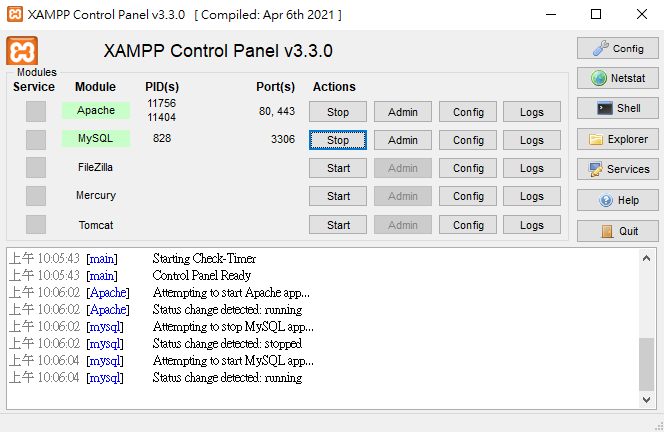 XAMPP Control Panel v3.3.0 [ Compiled: Apr 6th 2021 ]
XAMPP Control Panel v3.3.0
Config
Modules
Service Module PID(s) Port(s) Actions
Netstat
Apache 11756 11404 80, 443 Stop Admin Config Logs
Shell
MySQL 828 3306 Stop Admin Config Logs
Explorer
FileZilla Start Admin Config Logs
Services
Mercury Start Admin Config Logs
Help
Tomcat Start Admin Config Logs
Quit
上午 10:05:43 [main] Starting Check-Timer
上午 10:05:43 [main] Control Panel Ready
上午 10:06:02 [Apache] Attempting to start Apache app...
上午 10:06:02 [Apache] Status change detected: running
上午 10:06:02 [mysql] Attempting to stop MySQL app...
上午 10:06:02 [mysql] Status change detected: stopped
上午 10:06:04 [mysql] Attempting to start MySQL app...
上午 10:06:04 [mysql] Status change detected: running